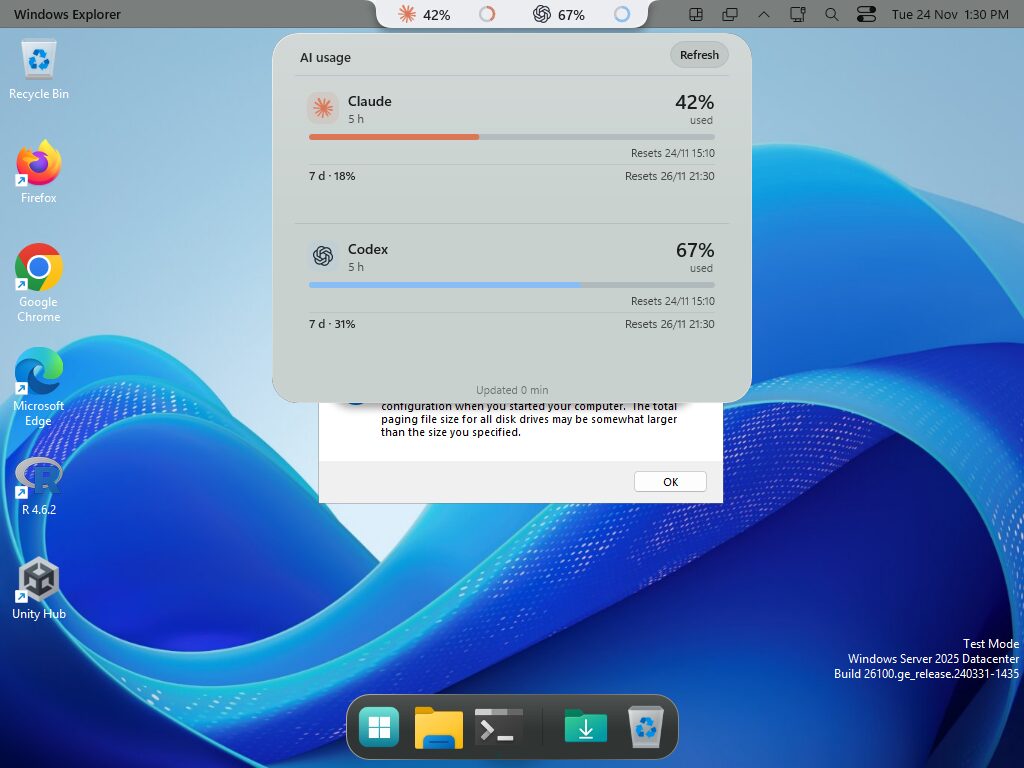 Windows Explorer
42%
67%
Tue 24 Nov 1:30 PM
AI usage
Refresh
Claude
5 h
42%
used
Resets 24/11 15:10
7 d · 18%
Resets 26/11 21:30
Codex
5 h
67%
used
Resets 24/11 15:10
7 d · 31%
Resets 26/11 21:30
Updated 0 min
configuration when you started your computer. The total
paging file size for all disk drives may be somewhat larger
than the size you specified.
OK
Recycle Bin
Firefox
Google
Chrome
Microsoft
Edge
R 4.6.2
Unity Hub
Test Mode
Windows Server 2025 Datacenter
Build 26100.ge_release.240331-1435